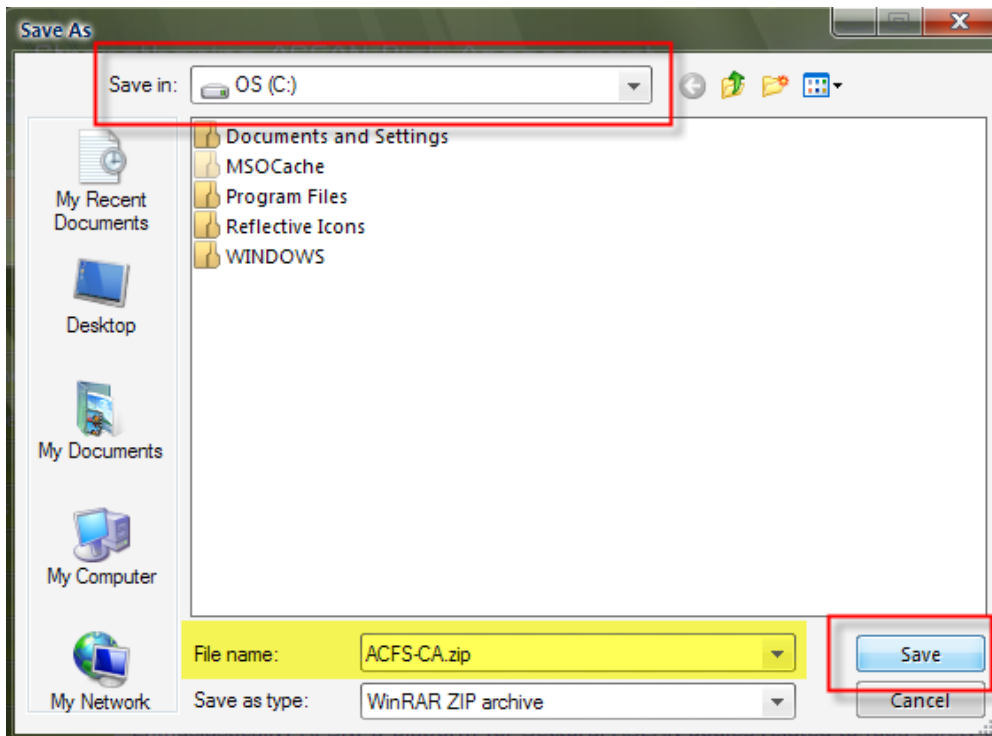 Save As
Save in:
OS (C:)
My Recent
Documents
Desktop
My Documents
My Computer
My Network
Documents and Settings
MSOCache
Program Files
Reflective Icons
WINDOWS
File name:
ACFS-CA.zip
Save
Save as type:
WinRAR ZIP archive
Cancel